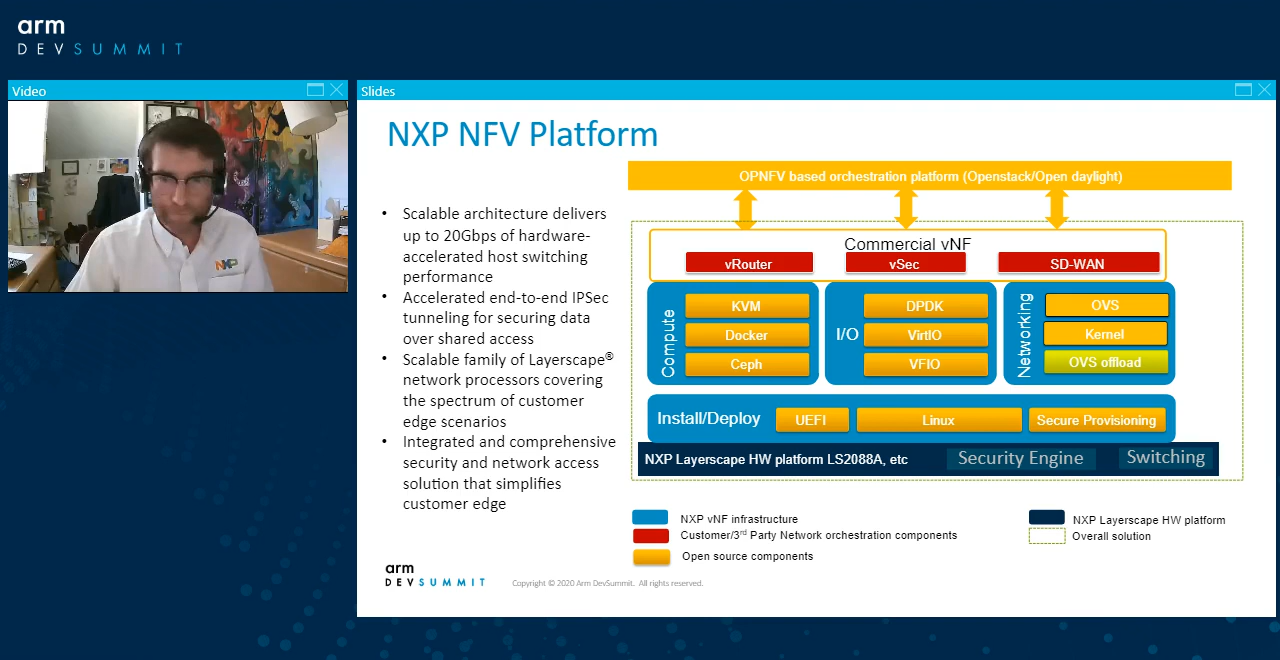 arm
DEVSUMMIT
Video
Slides
NXP
NXP NFV Platform
• Scalable architecture delivers
up to 20Gbps of hardware-
accelerated host switching
performance
• Accelerated end-to-end IPSec
tunneling for securing data
over shared access
• Scalable family of Layerscape®
network processors covering
the spectrum of customer
edge scenarios
• Integrated and comprehensive
security and network access
solution that simplifies
customer edge
OPNFV based orchestration platform (Openstack/Open daylight)
Commercial vNF
vRouter
vSec
SD-WAN
Compute
KVM
Docker
Ceph
I/O
DPDK
VirtIO
VFIO
Networking
OVS
Kernel
OVS offload
Install/Deploy
UEFI
Linux
Secure Provisioning
NXP Layerscape HW platform LS2088A, etc
Security Engine
Switching
NXP vNF infrastructure
Customer/3rd Party Network orchestration components
Open source components
NXP Layerscape HW platform
Overall solution
arm
DEVSUMMIT
Copyright © 2020 Arm DevSummit. All rights reserved.